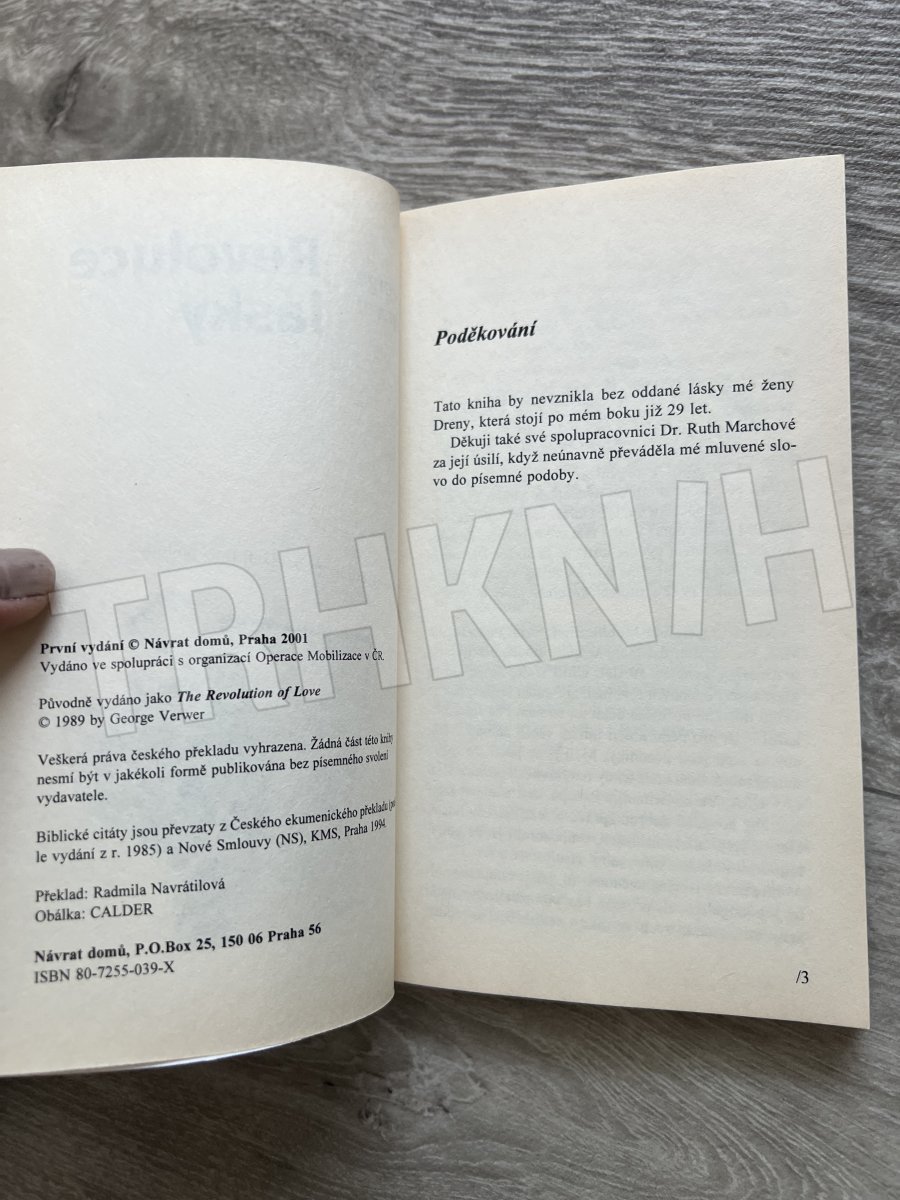 Revoluce
lásky
První vydání © Návrat domů, Praha 2001
Vydáno ve spolupráci s organizací Operace Mobilizace v ČR.
Původně vydáno jako The Revolution of Love
© 1989 by George Verwer
Veškerá práva českého překladu vyhrazena. Žádná část této knihy
nesmí být v jakékoli formě publikována bez písemného svolení
vydavatele.
Biblické citáty jsou převzaty z Českého ekumenického překladu
le vydání z r. 1985) a Nové Smlouvy (NS), KMS, Praha 1994.
Překlad: Radmila Navrátilová
Obálka: CALDER
Návrat domů, P.O.Box 25, 150 06 Praha 56
ISBN 80-7255-039-X
Poděkování
Tato kniha by nevznikla bez oddané lásky mé ženy
Dreny, která stojí po mém boku již 29 let.
Děkuji také své spolupracovnici Dr. Ruth Marchové
za její úsilí, když neúnavně převáděla mé mluvené slo-
vo do písemné podoby.
/3
TRHKNIH